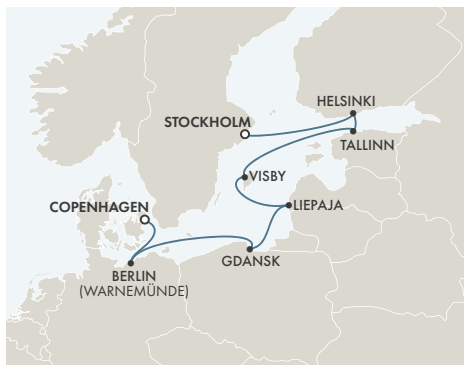 HELSINKI
STOCKHOLM
TALLINN
VISBY
LIEPAJA
COPENHAGEN
GDANSK
BERLIN
(WARNEMÜNDE)